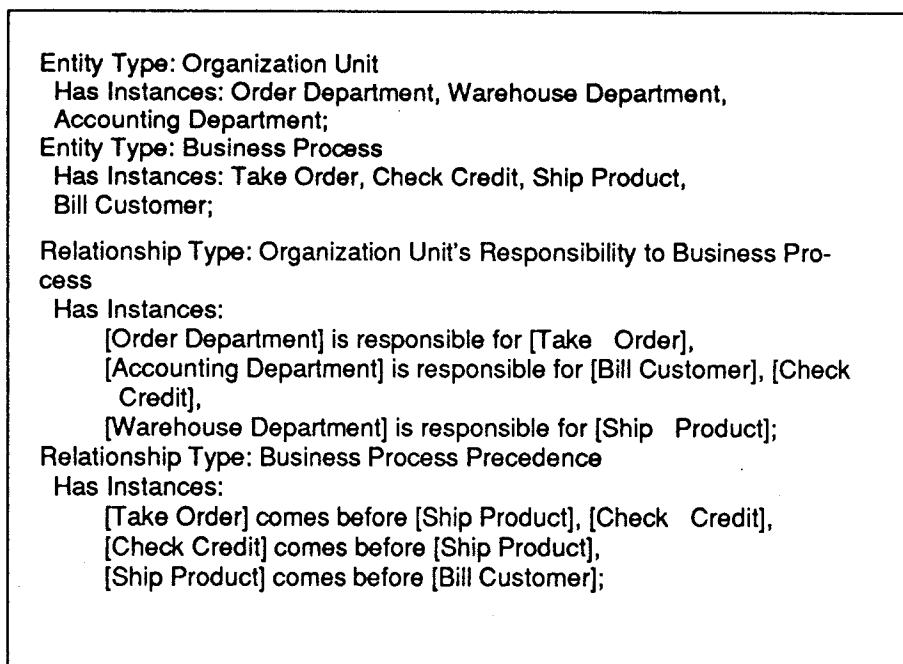 Entity Type: Organization Unit
Has Instances: Order Department, Warehouse Department,
Accounting Department;
Entity Type: Business Process
Has Instances: Take Order, Check Credit, Ship Product,
Bill Customer;
Relationship Type: Organization Unit's Responsibility to Business Pro-
cess
Has Instances:
[Order Department] is responsible for [Take Order],
[Accounting Department] is responsible for [Bill Customer], [Check
Credit],
[Warehouse Department] is responsible for [Ship Product];
Relationship Type: Business Process Precedence
Has Instances:
[Take Order] comes before [Ship Product], [Check Credit],
[Check Credit] comes before [Ship Product],
[Ship Product] comes before [Bill Customer];